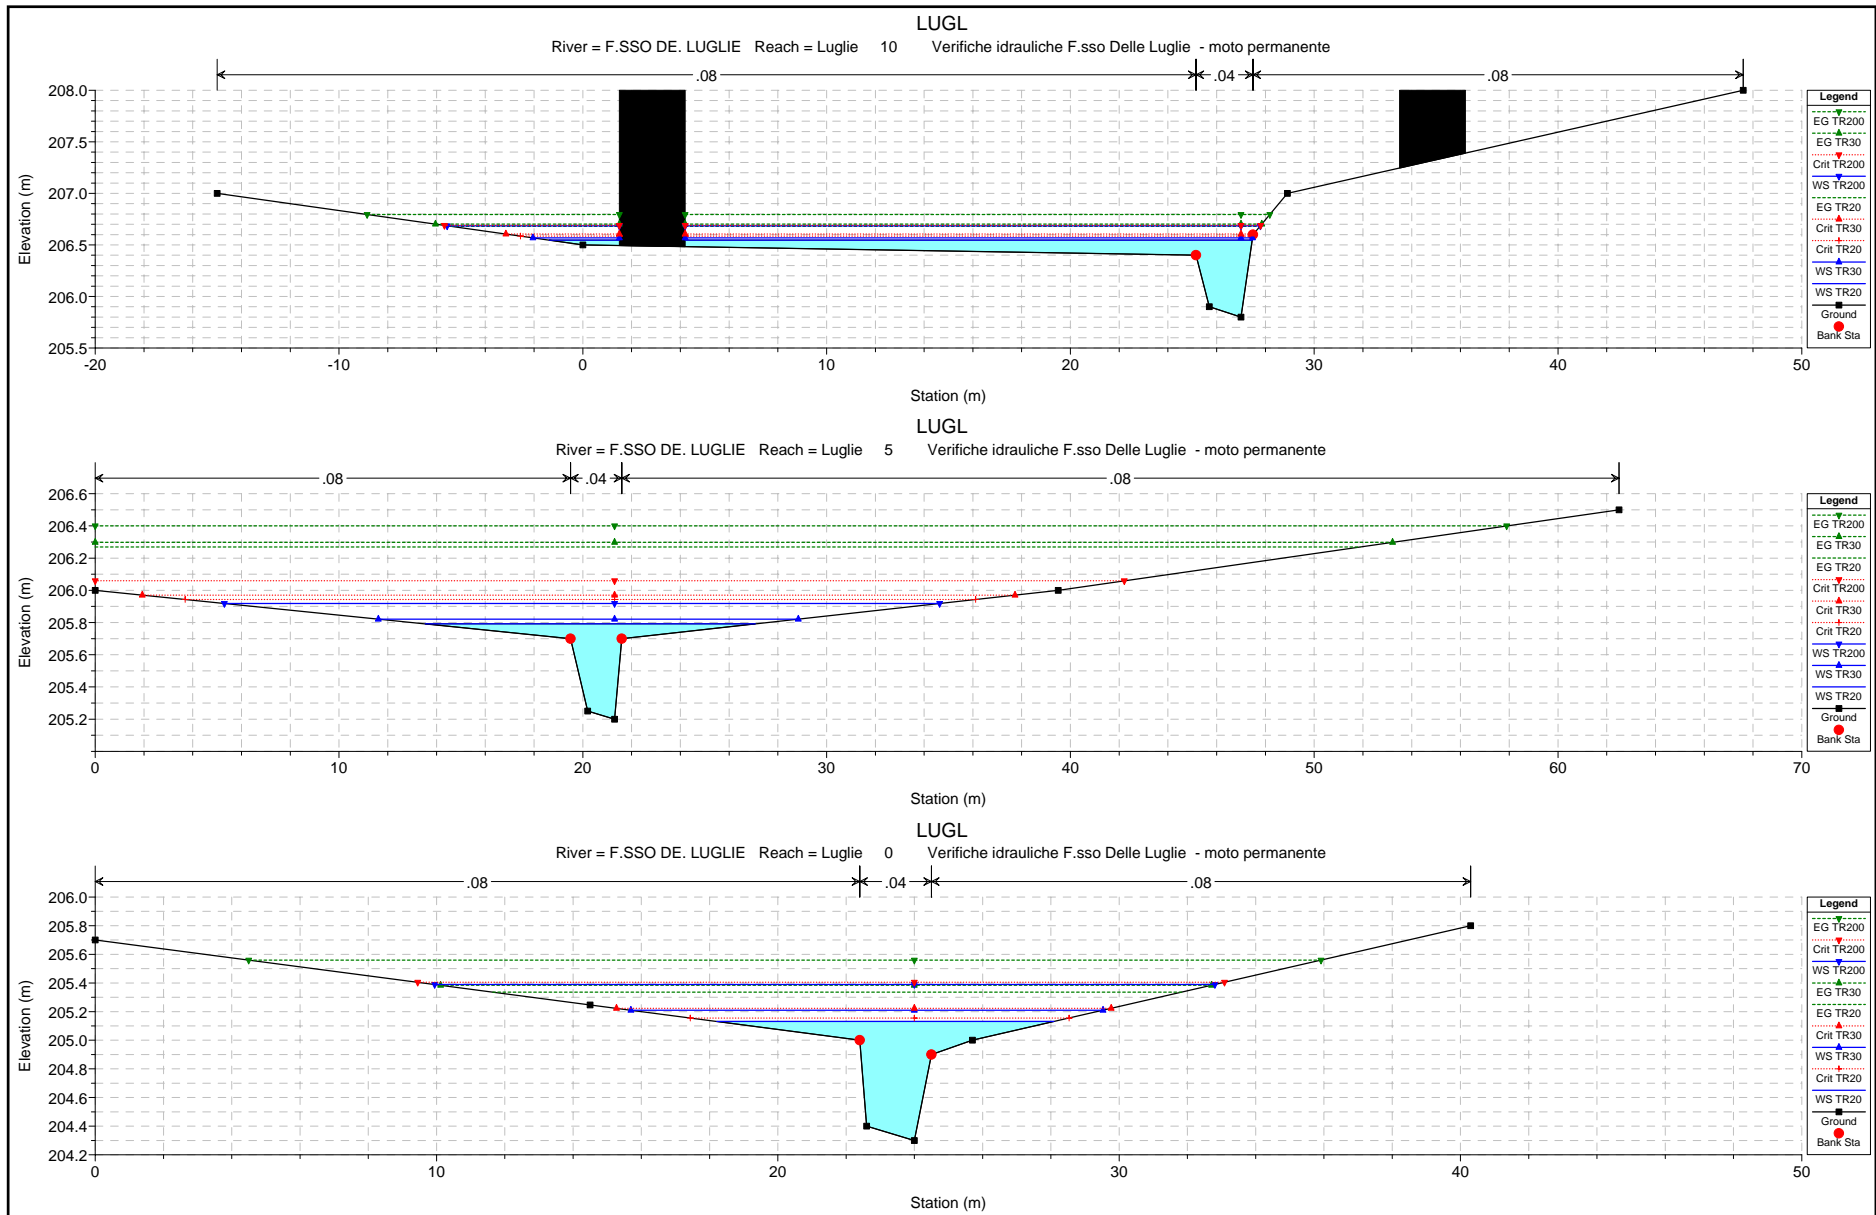 LUGL
River = F.SSO DE. LUGLIE   Reach = Luglie   10   Verifiche idrauliche F.sso Delle Luglie - moto permanente
.08 .04 .08
208.0
207.5
207.0
206.5
206.0
205.5
Elevation (m)
-20 -10 0 10 20 30 40 50
Station (m)
Legend
EG TR200
EG TR30
Crit TR200
WS TR200
EG TR20
Crit TR30
Crit TR20
WS TR30
WS TR20
Ground
Bank Sta
LUGL
River = F.SSO DE. LUGLIE   Reach = Luglie   5   Verifiche idrauliche F.sso Delle Luglie - moto permanente
.08 .04 .08
206.6
206.4
206.2
206.0
205.8
205.6
205.4
205.2
Elevation (m)
0 10 20 30 40 50 60 70
Station (m)
Legend
EG TR200
EG TR30
EG TR20
Crit TR200
Crit TR30
Crit TR20
WS TR200
WS TR30
WS TR20
Ground
Bank Sta
LUGL
River = F.SSO DE. LUGLIE   Reach = Luglie   0   Verifiche idrauliche F.sso Delle Luglie - moto permanente
.08 .04 .08
206.0
205.8
205.6
205.4
205.2
205.0
204.8
204.6
204.4
204.2
Elevation (m)
0 10 20 30 40 50
Station (m)
Legend
EG TR200
Crit TR200
WS TR200
EG TR30
EG TR20
Crit TR30
WS TR30
Crit TR20
WS TR20
Ground
Bank Sta